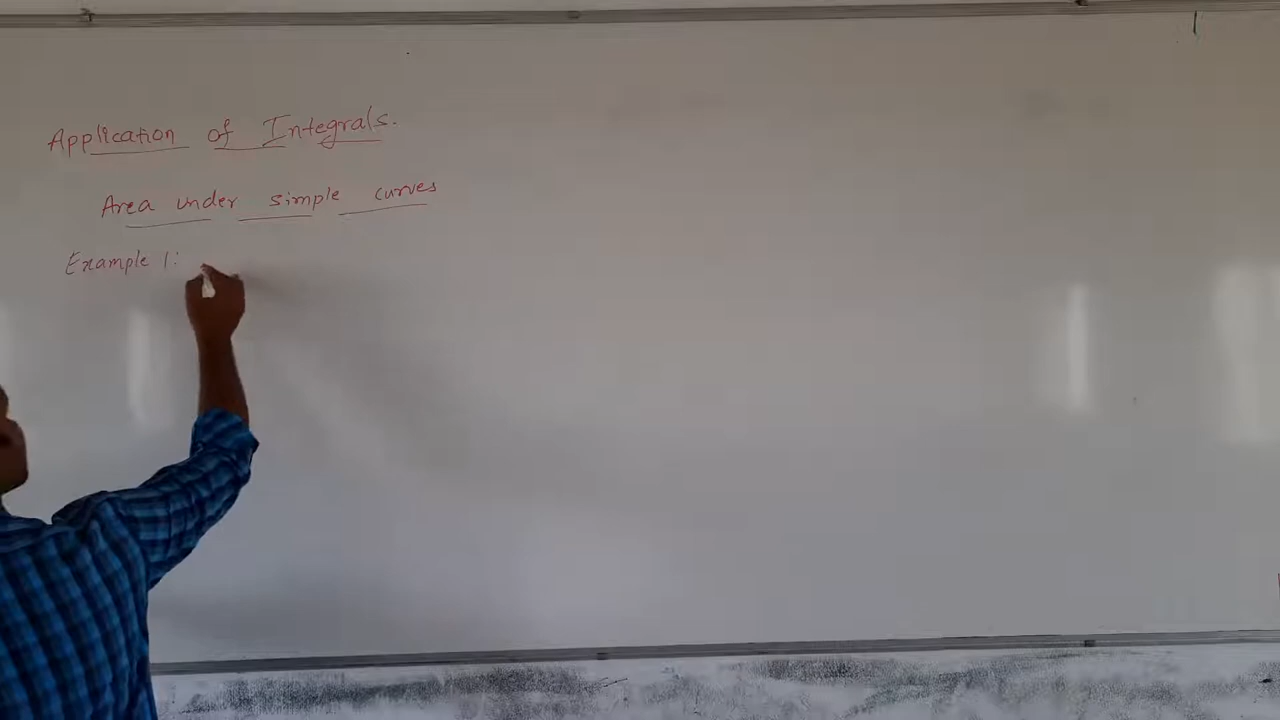 Application of Integrals.
Area under simple curves
Example 1: